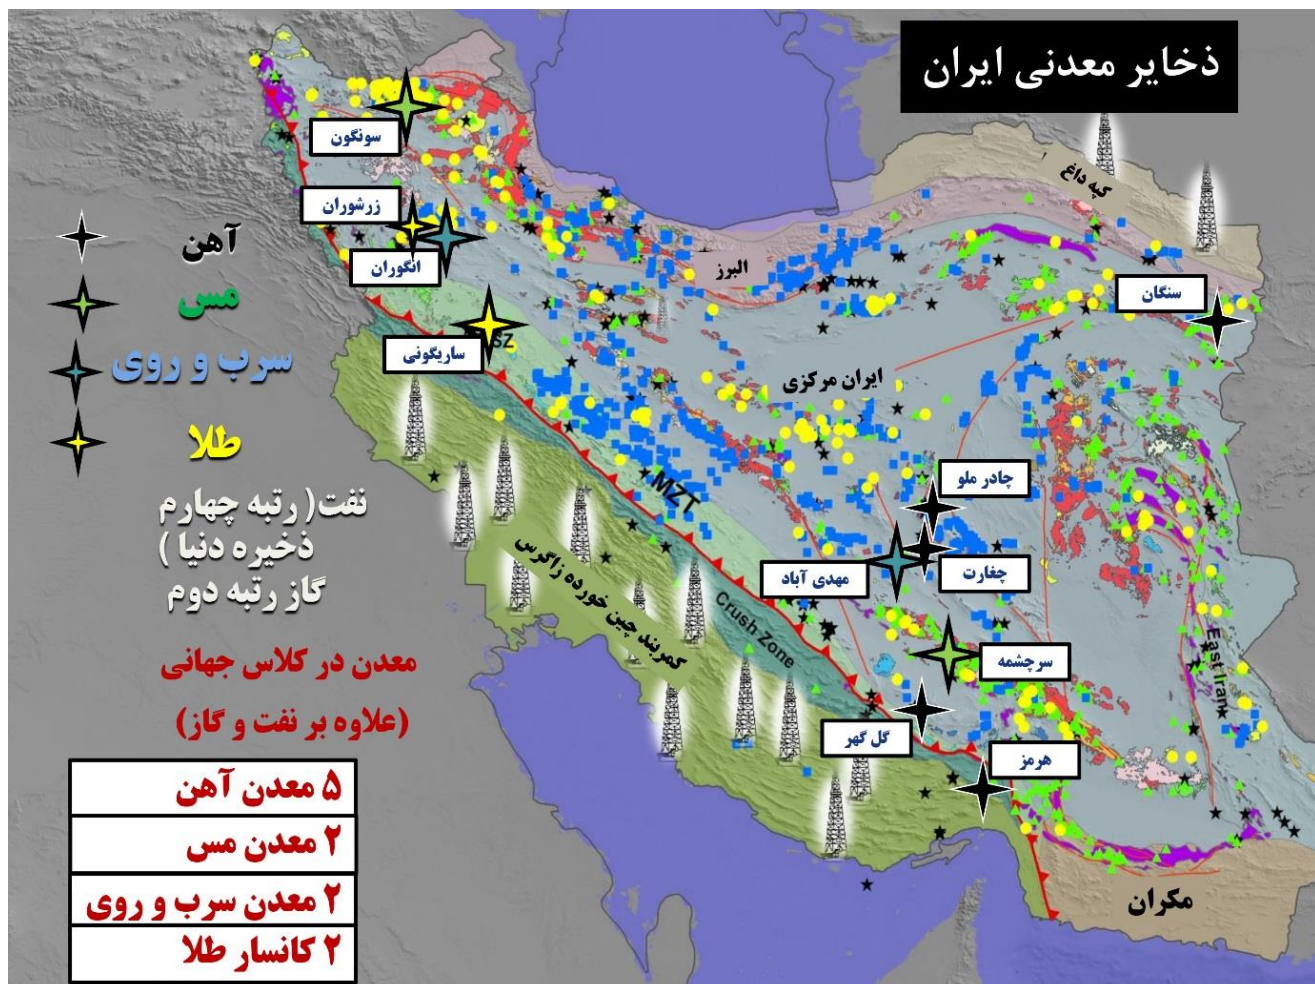 ذخایر معدنی ایران
کپه داغ
سونگون
زرشوران
انگوران
البرز
سنگان
آهن
مس
سرب و روی
طلا
SZ
ساریگونی
ایران مرکزی
نفت( رتبه چهارم
ذخیره دنیا )
گاز رتبه دوم
MZT
چادر ملو
چغارت
مهدی آباد
کمربند چین خورده زاگرس
Crush Zone
سرچشمه
East Iran
معدن در کلاس جهانی
(علاوه بر نفت و گاز)
گل گهر
هرمز
مکران
۵ معدن آهن
۲ معدن مس
۲ معدن سرب و روی
۲ کانسار طلا